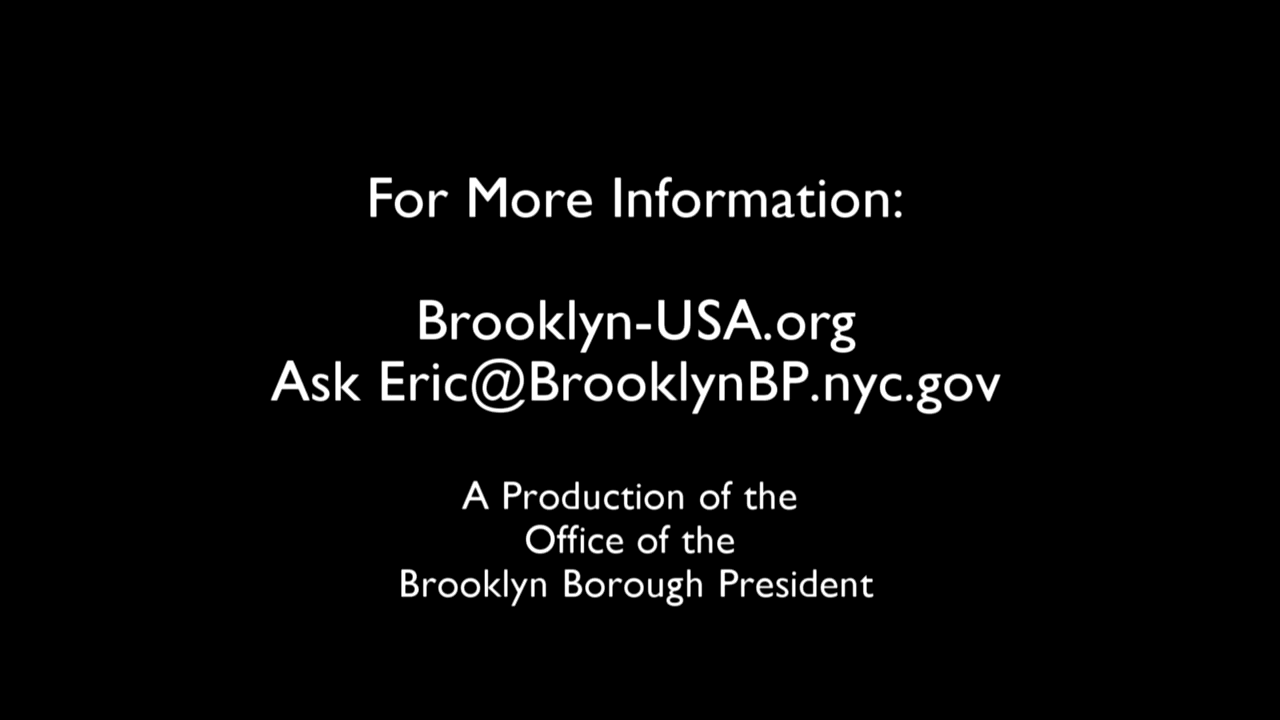 For More Information:
Brooklyn-USA.org
Ask Eric@BrooklynBP.nyc.gov
A Production of the
Office of the
Brooklyn Borough President